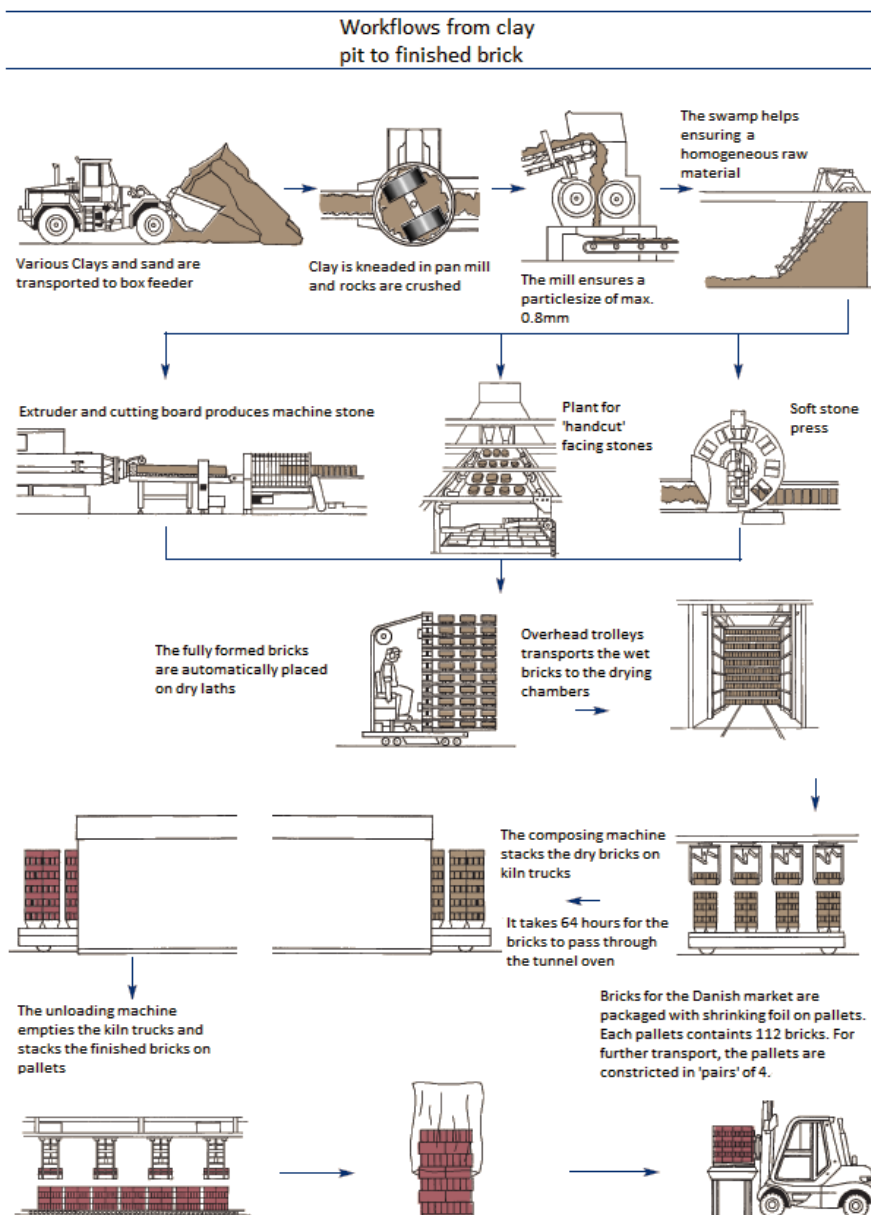 Workflows from clay
pit to finished brick
The swamp helps
ensuring a
homogeneous raw
material
Various Clays and sand are
transported to box feeder
Clay is kneaded in pan mill
and rocks are crushed
The mill ensures a
particlesize of max.
0.8mm
Extruder and cutting board produces machine stone
Plant for
'handcut'
facing stones
Soft stone
press
The fully formed bricks
are automatically placed
on dry laths
Overhead trolleys
transports the wet
bricks to the drying
chambers
The composing machine
stacks the dry bricks on
kiln trucks
It takes 64 hours for the
bricks to pass through
the tunnel oven
The unloading machine
empties the kiln trucks and
stacks the finished bricks on
pallets
Bricks for the Danish market are
packaged with shrinking foil on pallets.
Each pallets containts 112 bricks. For
further transport, the pallets are
constricted in 'pairs' of 4.